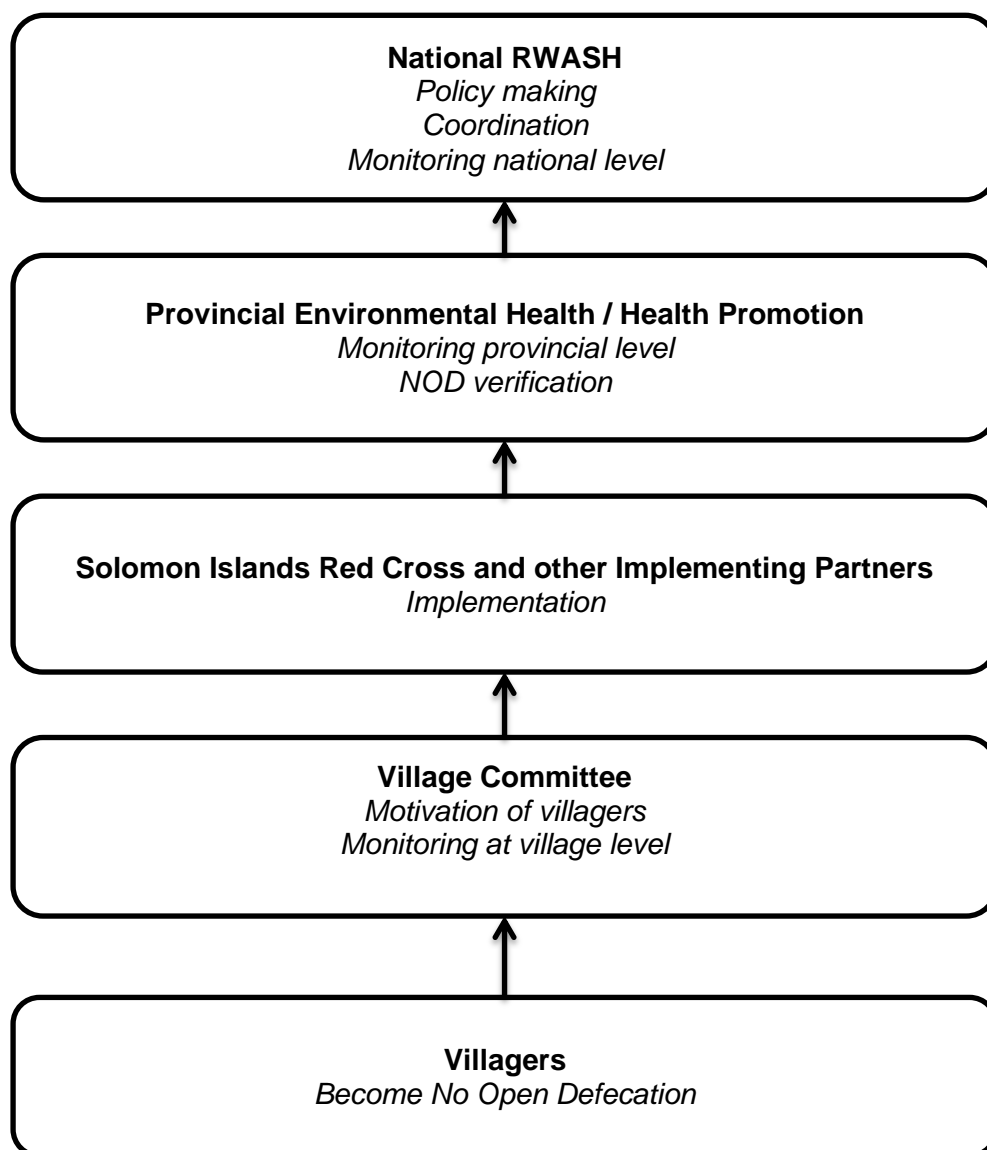 National RWASH
Policy making
Coordination
Monitoring national level
Provincial Environmental Health / Health Promotion
Monitoring provincial level
NOD verification
Solomon Islands Red Cross and other Implementing Partners
Implementation
Village Committee
Motivation of villagers
Monitoring at village level
Villagers
Become No Open Defecation